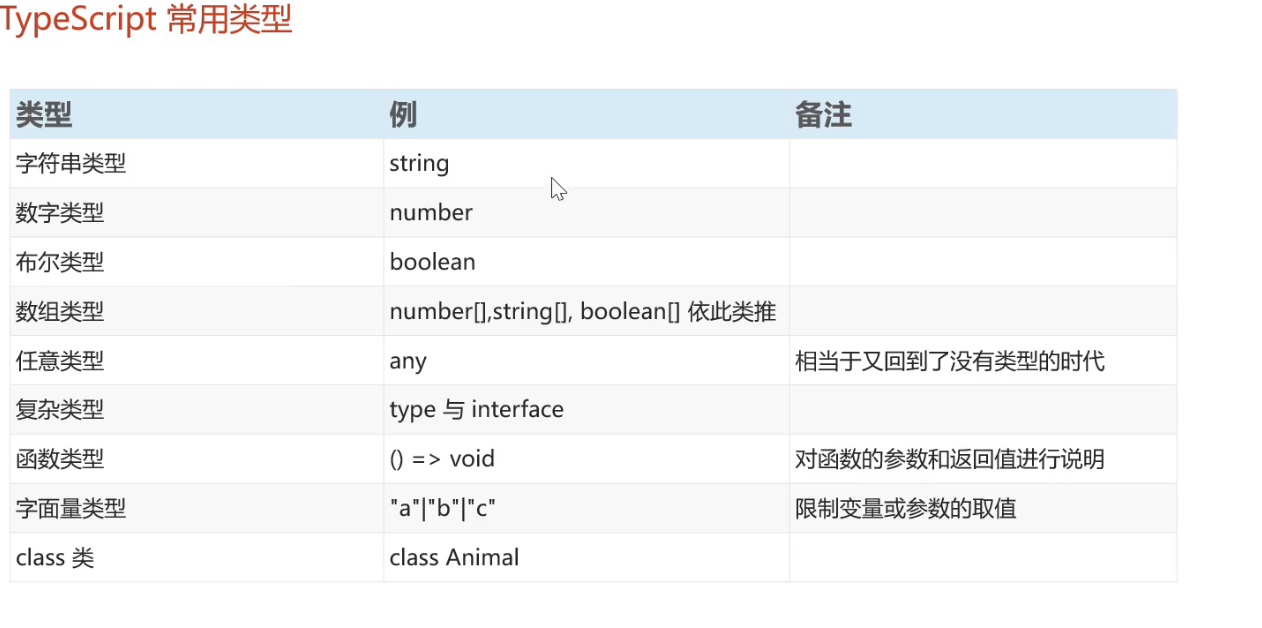 TypeScript 常用类型
类型 例 备注
字符串类型 string
数字类型 number
布尔类型 boolean
数组类型 number[],string[], boolean[] 依此类推
任意类型 any 相当于又回到了没有类型的时代
复杂类型 type 与 interface
函数类型 () => void 对函数的参数和返回值进行说明
字面量类型 "a"|"b"|"c" 限制变量或参数的取值
class 类 class Animal